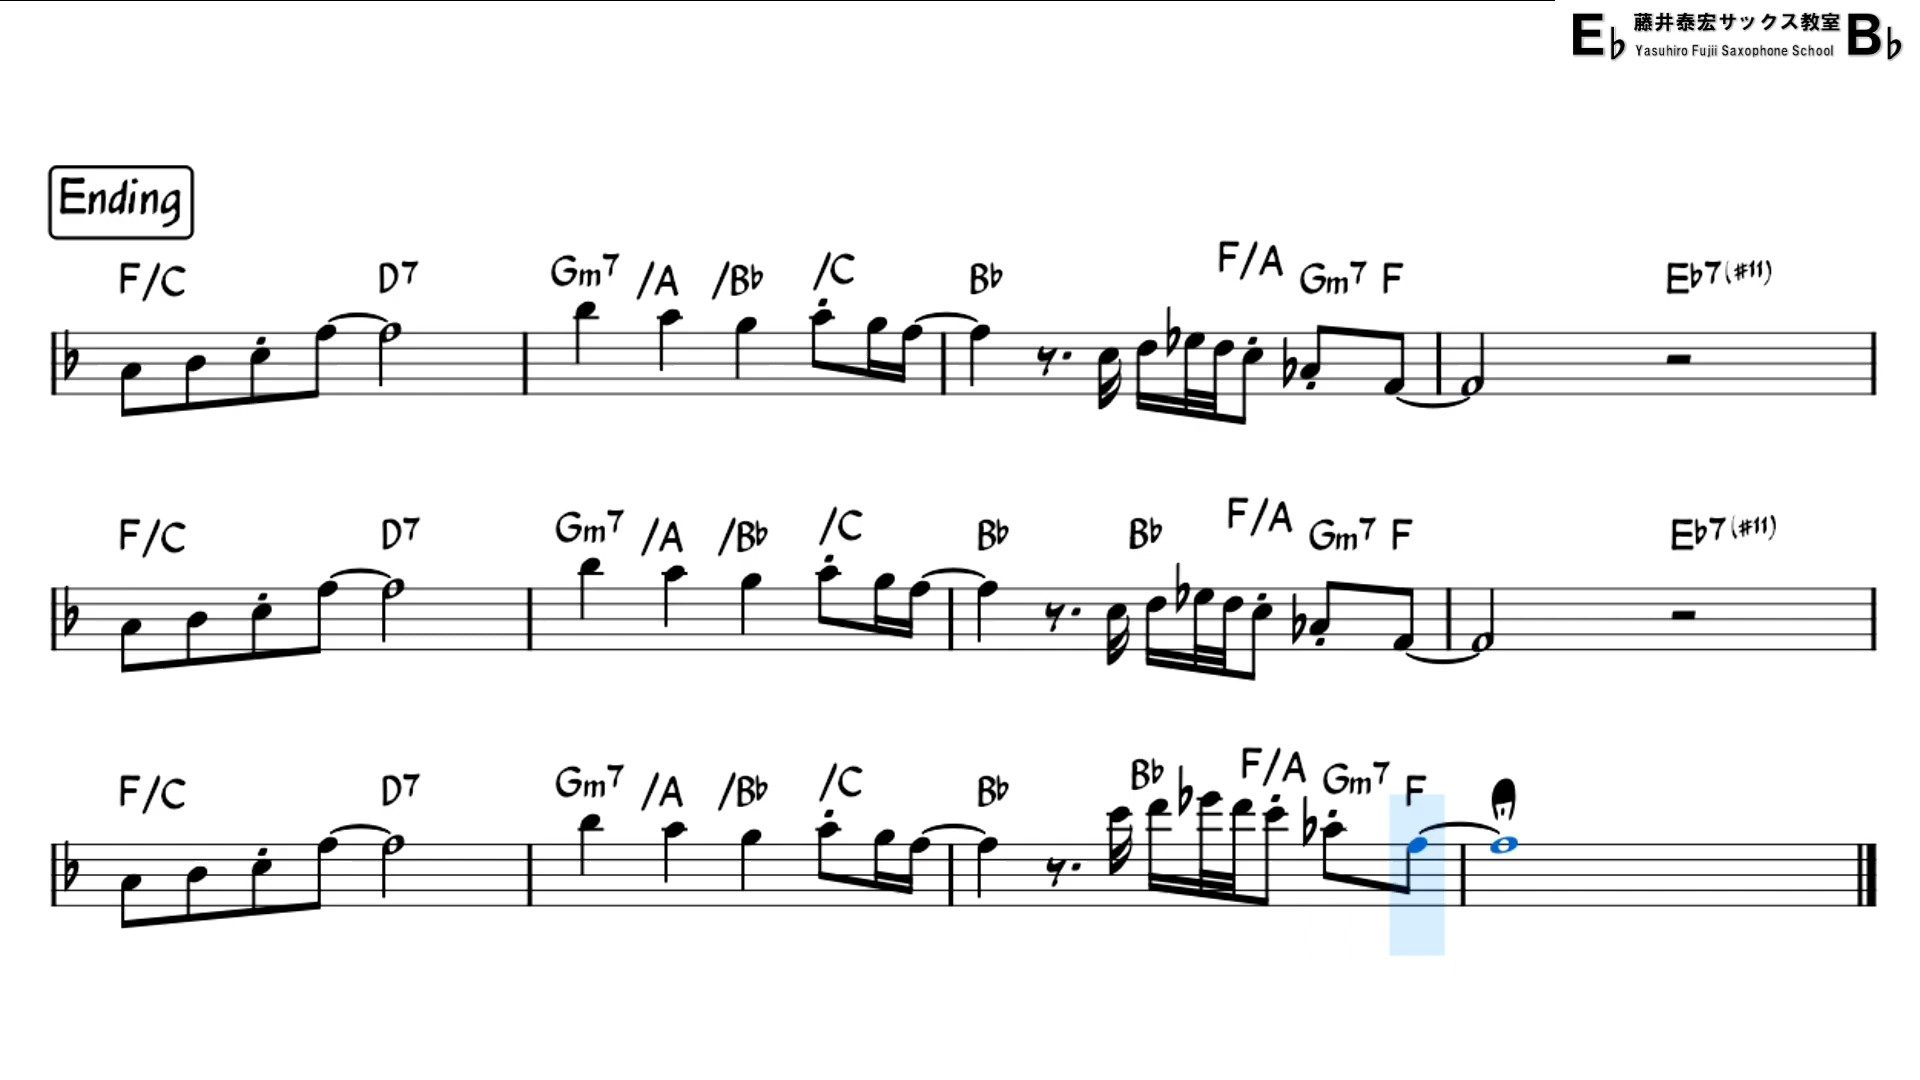 E♭ 藤井泰宏サックス教室 B♭
Yasuhiro Fujii Saxophone School
Ending
F/C D7 Gm7 /A /B♭ /C B♭ F/A Gm7 F E♭7(#11)
F/C D7 Gm7 /A /B♭ /C B♭ B♭ F/A Gm7 F E♭7(#11)
F/C D7 Gm7 /A /B♭ /C B♭ B♭ F/A Gm7 F